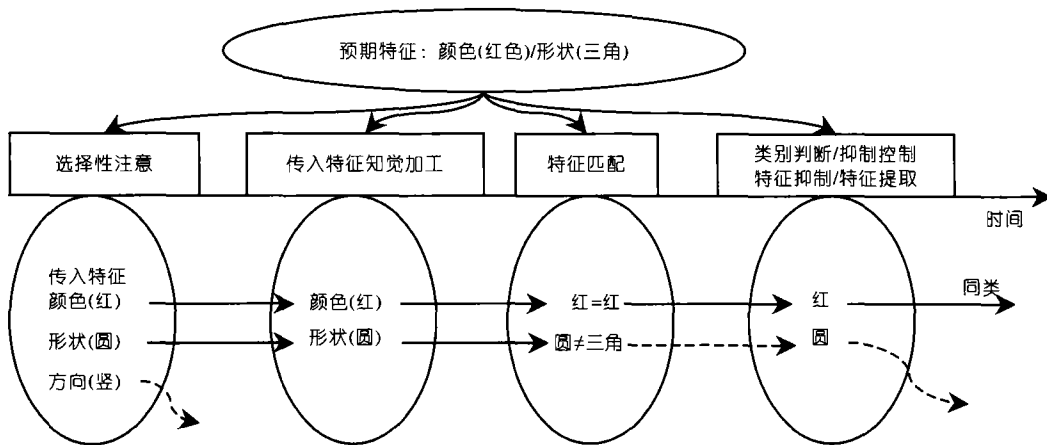 预期特征：颜色(红色)/形状(三角)
选择性注意
传入特征知觉加工
特征匹配
类别判断/抑制控制
特征抑制/特征提取
时间
传入特征
颜色(红)
颜色(红)
红=红
红
同类
形状(圆)
形状(圆)
圆≠三角
圆
方向(竖)